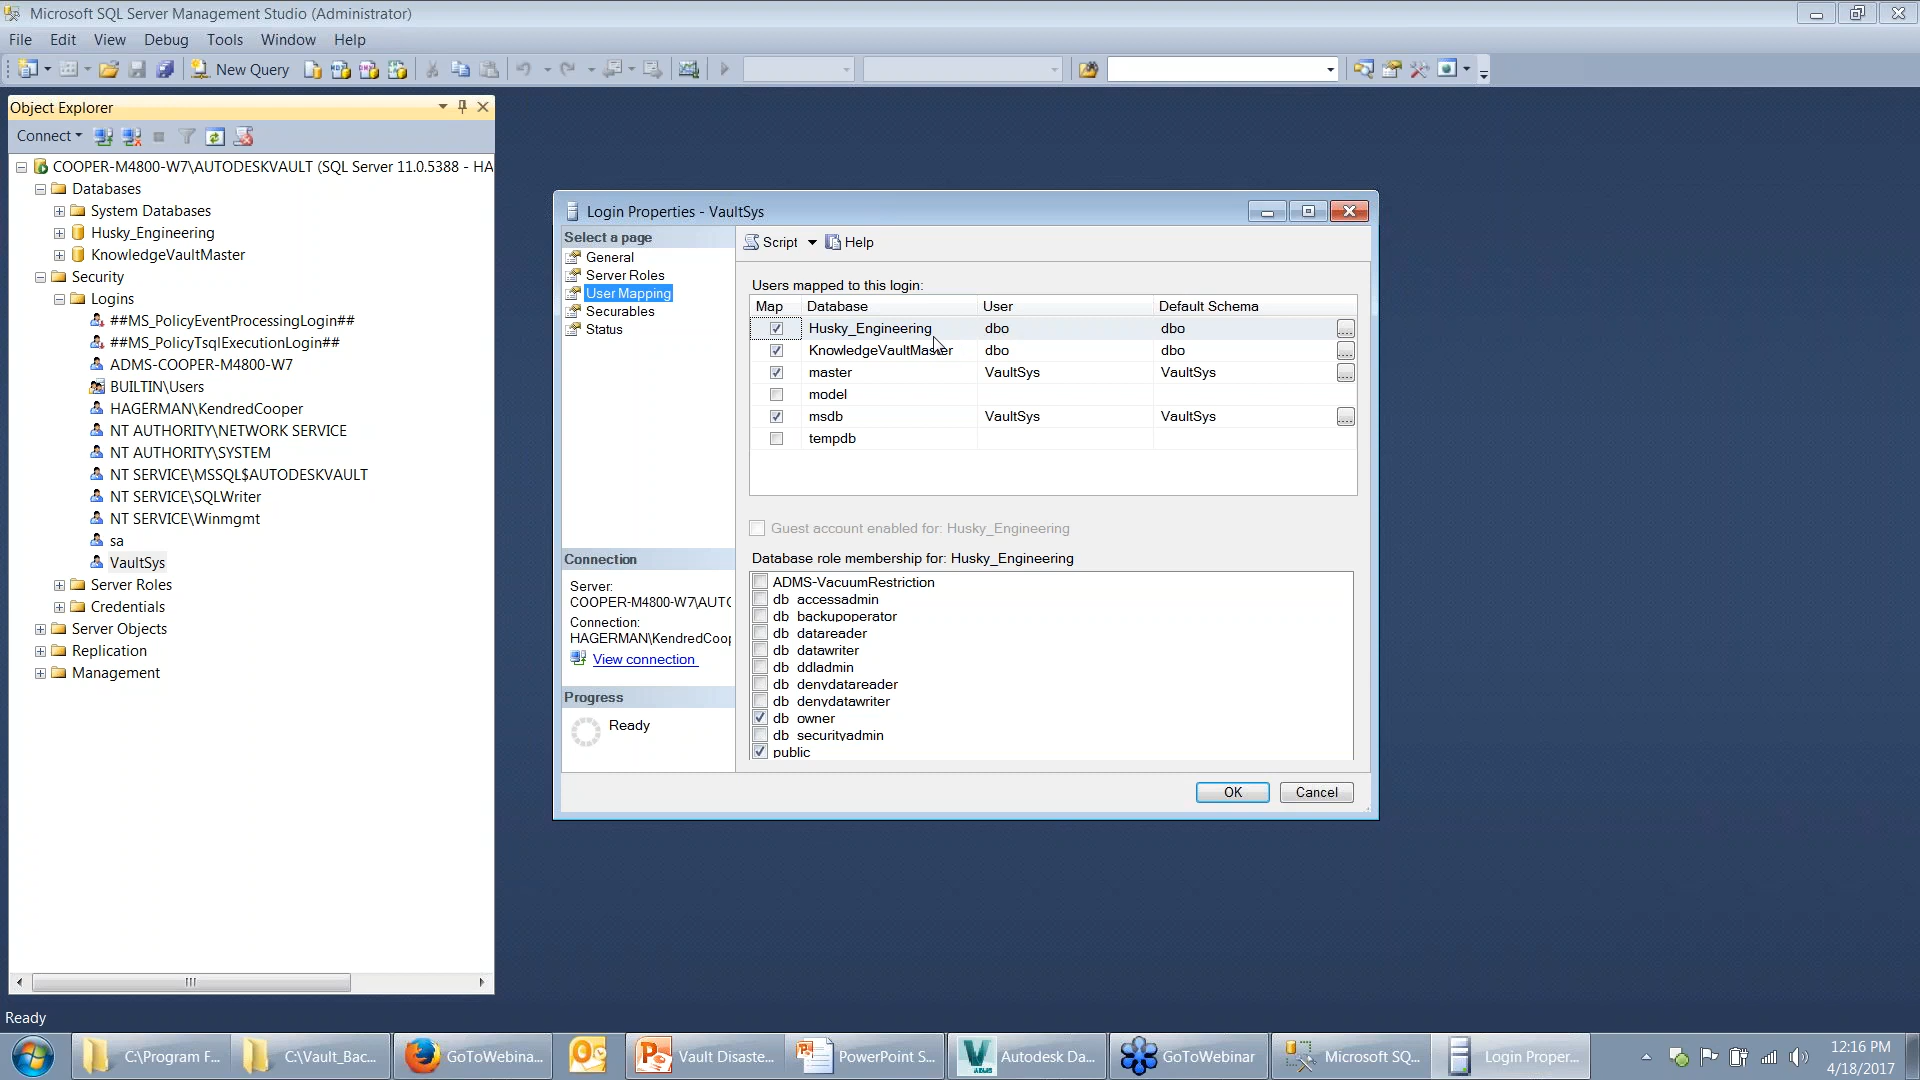 Microsoft SQL Server Management Studio (Administrator)
File Edit View Debug Tools Window Help
New Query
Object Explorer
Connect
COOPER-M4800-W7\AUTODESKVAULT (SQL Server 11.0.5388 - HA
Databases
System Databases
Husky_Engineering
KnowledgeVaultMaster
Security
Logins
##MS_PolicyEventProcessingLogin##
##MS_PolicyTsqlExecutionLogin##
ADMS-COOPER-M4800-W7
BUILTIN\Users
HAGERMAN\KendredCooper
NT AUTHORITY\NETWORK SERVICE
NT AUTHORITY\SYSTEM
NT SERVICE\MSSQL$AUTODESKVAULT
NT SERVICE\SQLWriter
NT SERVICE\Winmgmt
sa
VaultSys
Server Roles
Credentials
Server Objects
Replication
Management
Login Properties - VaultSys
Select a page
General
Server Roles
User Mapping
Securables
Status
Connection
Server:
COOPER-M4800-W7\AUTO
Connection:
HAGERMAN\KendredCoop
View connection
Progress
Ready
Script Help
Users mapped to this login:
Map Database User Default Schema
Husky_Engineering dbo dbo
KnowledgeVaultMaster dbo dbo
master VaultSys VaultSys
model
msdb VaultSys VaultSys
tempdb
Guest account enabled for: Husky_Engineering
Database role membership for: Husky_Engineering
ADMS-VacuumRestriction
db_accessadmin
db_backupoperator
db_datareader
db_datawriter
db_ddladmin
db_denydatareader
db_denydatawriter
db_owner
db_securityadmin
public
OK Cancel
Ready
C:\Program F... C:\Vault_Bac... GoToWebina... Vault Disaste... PowerPoint S... Autodesk Da... GoToWebinar Microsoft SQ... Login Proper...
12:16 PM
4/18/2017